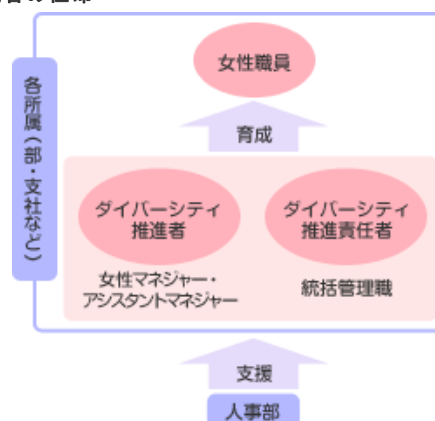 女性職員
育成
各所属(部・支社など)
ダイバーシティ
推進者
ダイバーシティ
推進責任者
女性マネジャー・
アシスタントマネジャー
統括管理職
支援
人事部